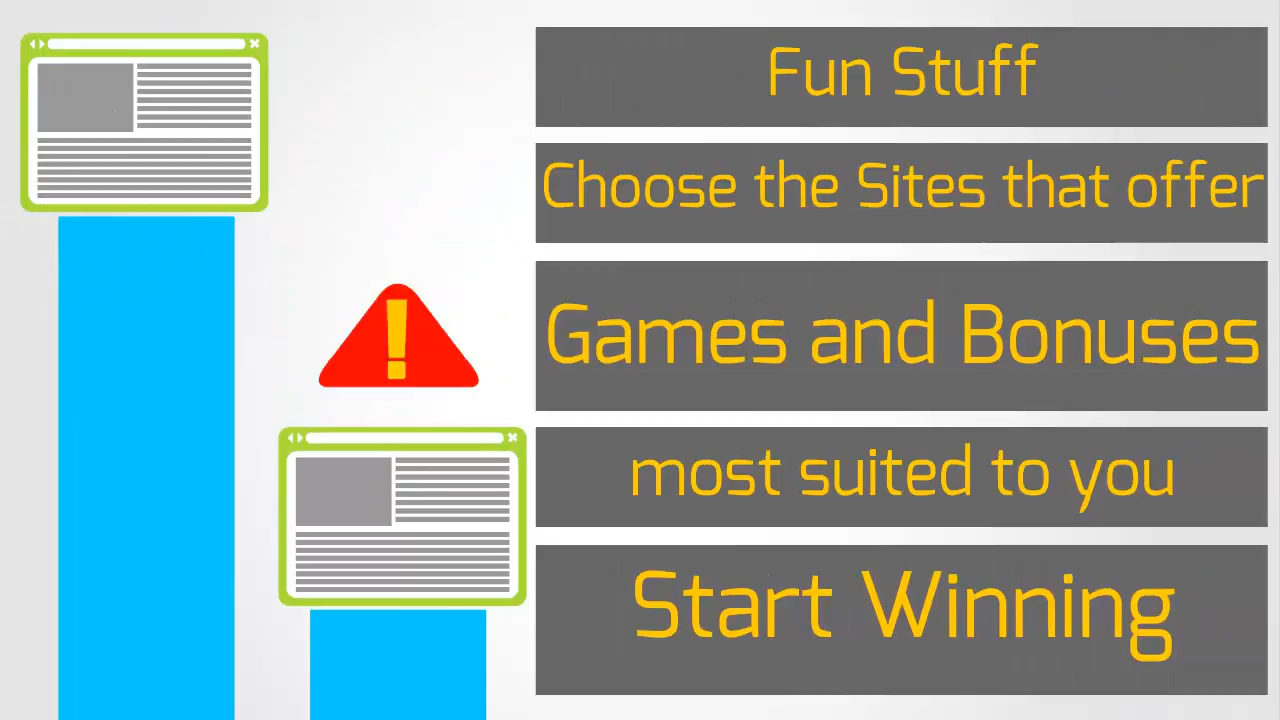 Fun Stuff
Choose the Sites that offer
Games and Bonuses
most suited to you
Start Winning